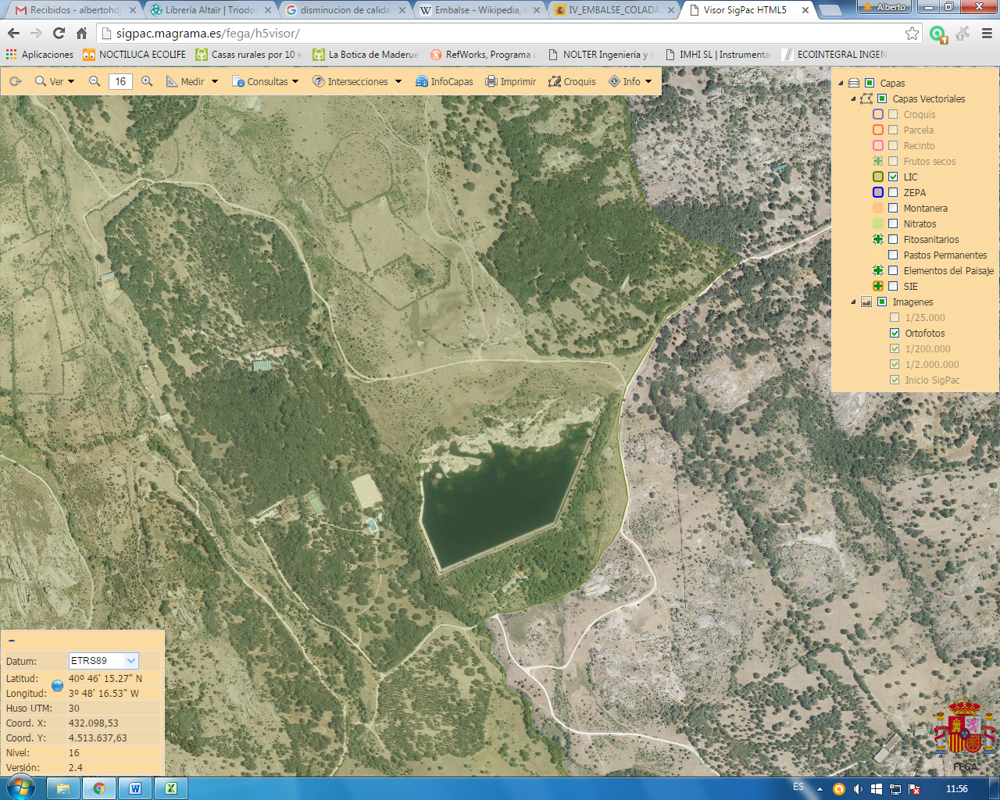 Recibidos - albertohd
Librería Altaïr | Triodos
disminucion de calida
Embalse - Wikipedia, l
IV_EMBALSE_COLADA
Visor SigPac HTML5
Alberto
sigpac.magrama.es/fega/h5visor/
Aplicaciones
NOCTILUCA ECOLIFE
Casas rurales por 10 e
La Botica de Maderue
RefWorks, Programa c
NOLTER Ingeniería y r
IMHI SL | Instrumenta
ECOINTEGRAL INGEN
Ver 16 Medir Consultas Intersecciones InfoCapas Imprimir Croquis Info
Capas
Capas Vectoriales
Croquis
Parcela
Recinto
Frutos secos
LIC
ZEPA
Montanera
Nitratos
Fitosanitarios
Pastos Permanentes
Elementos del Paisaje
SIE
Imagenes
1/25.000
Ortofotos
1/200.000
1/2.000.000
Inicio SigPac
Datum: ETRS89
Latitud: 40º 46' 15.27" N
Longitud: 3º 48' 16.53" W
Huso UTM: 30
Coord. X: 432.098,53
Coord. Y: 4.513.637,63
Nivel: 16
Versión: 2.4
FEGA
ES
11:56